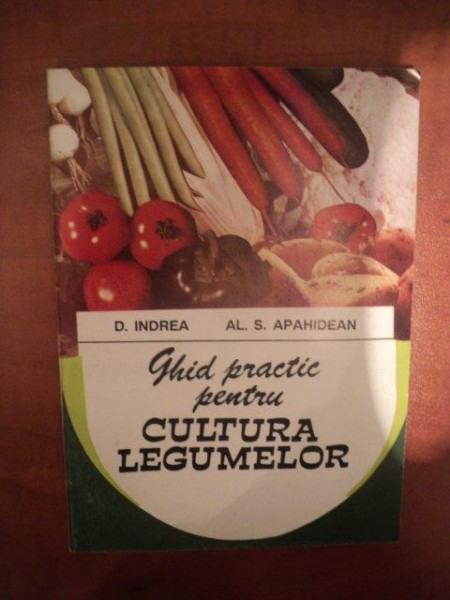 D. INDREA AL. S. APAHIDEAN
Ghid practic
pentru
CULTURA
LEGUMELOR